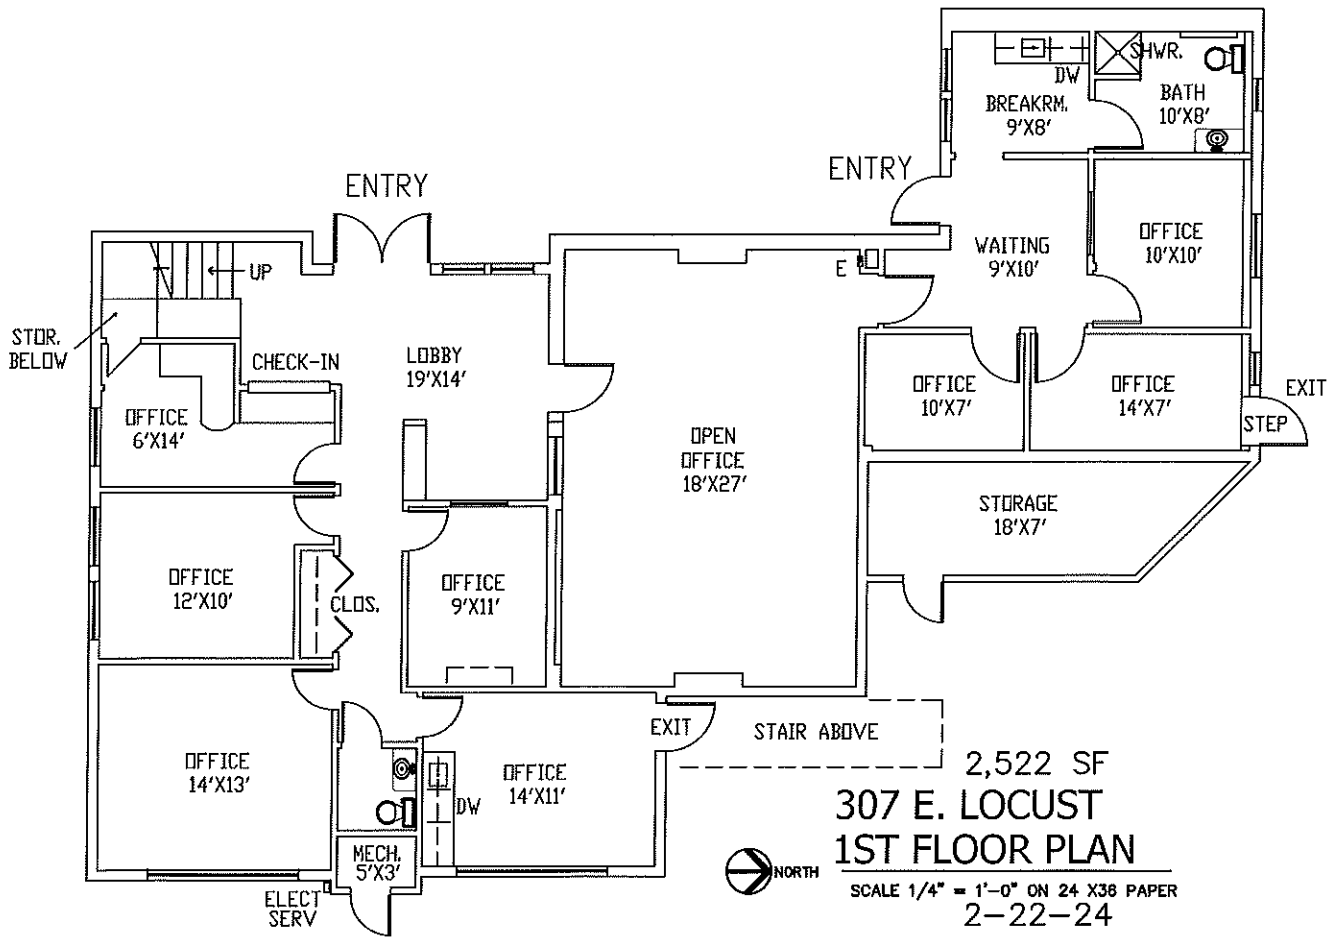 SHWR.
DW
BREAKRM.
9'X8'
BATH
10'X8'
ENTRY
ENTRY
WAITING
9'X10'
OFFICE
10'X10'
UP
E
STOR.
BELOW
CHECK-IN
LOBBY
19'X14'
OFFICE
10'X7'
OFFICE
14'X7'
EXIT
STEP
OFFICE
6'X14'
OPEN
OFFICE
18'X27'
STORAGE
18'X7'
OFFICE
12'X10'
CLOS.
OFFICE
9'X11'
EXIT
STAIR ABOVE
OFFICE
14'X13'
OFFICE
14'X11'
DW
MECH.
5'X3'
ELECT
SERV
2,522 SF
307 E. LOCUST
1ST FLOOR PLAN
NORTH
SCALE 1/4" = 1'-0" ON 24 X36 PAPER
2-22-24